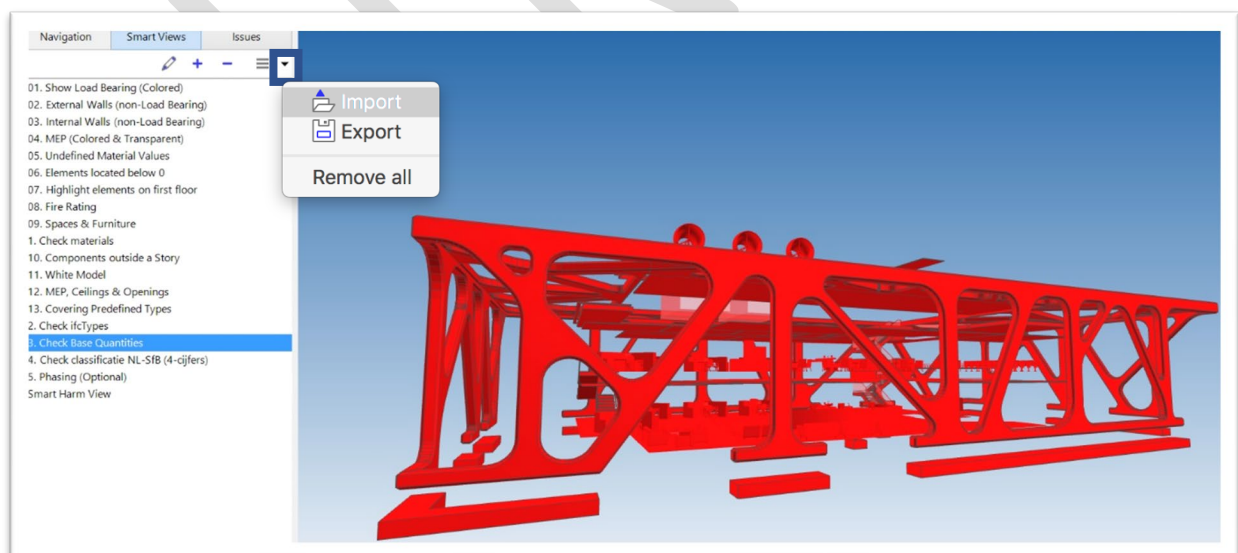 Navigation Smart Views Issues
01. Show Load Bearing (Colored)
02. External Walls (non-Load Bearing)
03. Internal Walls (non-Load Bearing)
04. MEP (Colored & Transparent)
05. Undefined Material Values
06. Elements located below 0
07. Highlight elements on first floor
08. Fire Rating
09. Spaces & Furniture
1. Check materials
10. Components outside a Story
11. White Model
12. MEP, Ceilings & Openings
13. Covering Predefined Types
2. Check ifcTypes
3. Check Base Quantities
4. Check classificatie NL-SfB (4-cijfers)
5. Phasing (Optional)
Smart Harm View
Import
Export
Remove all